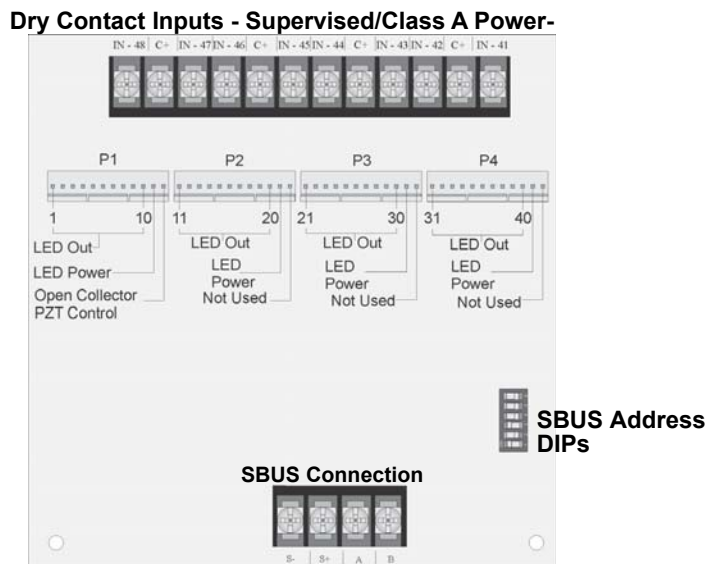 Dry Contact Inputs - Supervised/Class A Power-
IN - 48 C+ IN - 47 IN - 46 C+ IN - 45 IN - 44 C+ IN - 43 IN - 42 C+ IN - 41
P1 P2 P3 P4
1 10 11 20 21 30 31 40
LED Out
LED Power
Open Collector
PZT Control
LED Out
LED
Power
Not Used
LED Out
LED
Power
Not Used
LED Out
LED
Power
Not Used
SBUS Address
DIPs
SBUS Connection
S- S+ A B